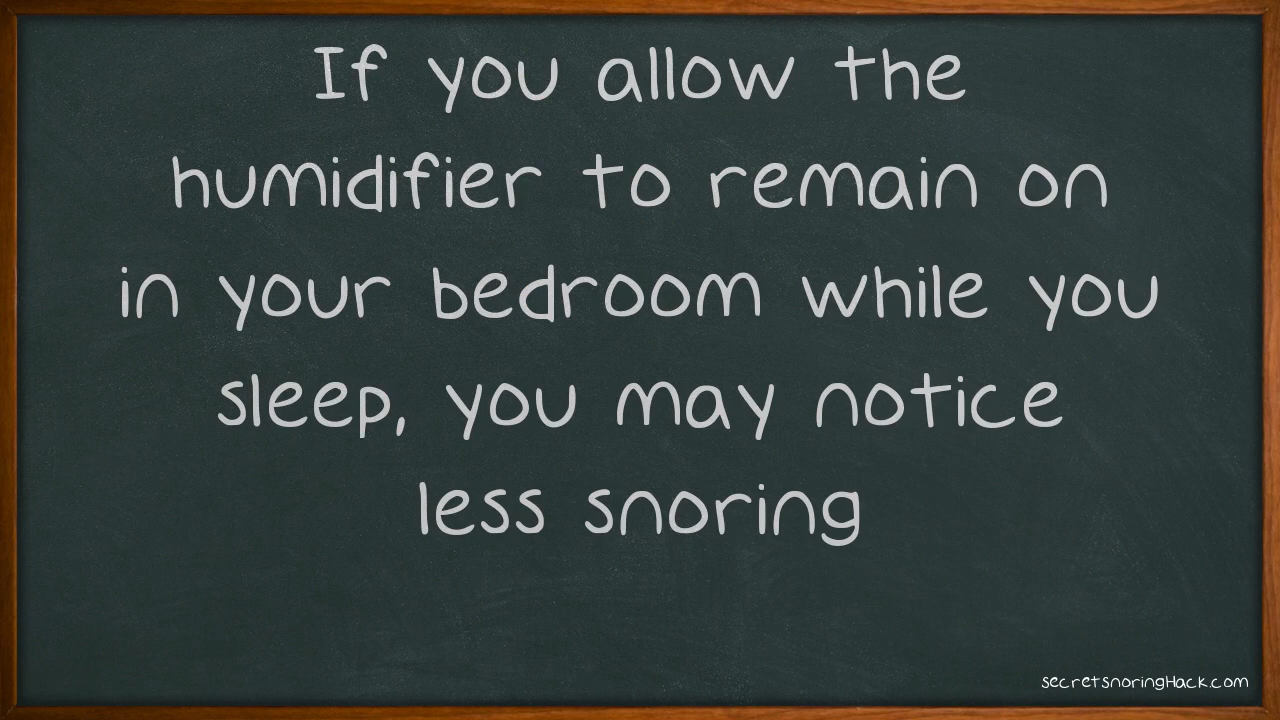 If you allow the
humidifier to remain on
in your bedroom while you
sleep, you may notice
less snoring
secretsnoringHack.com